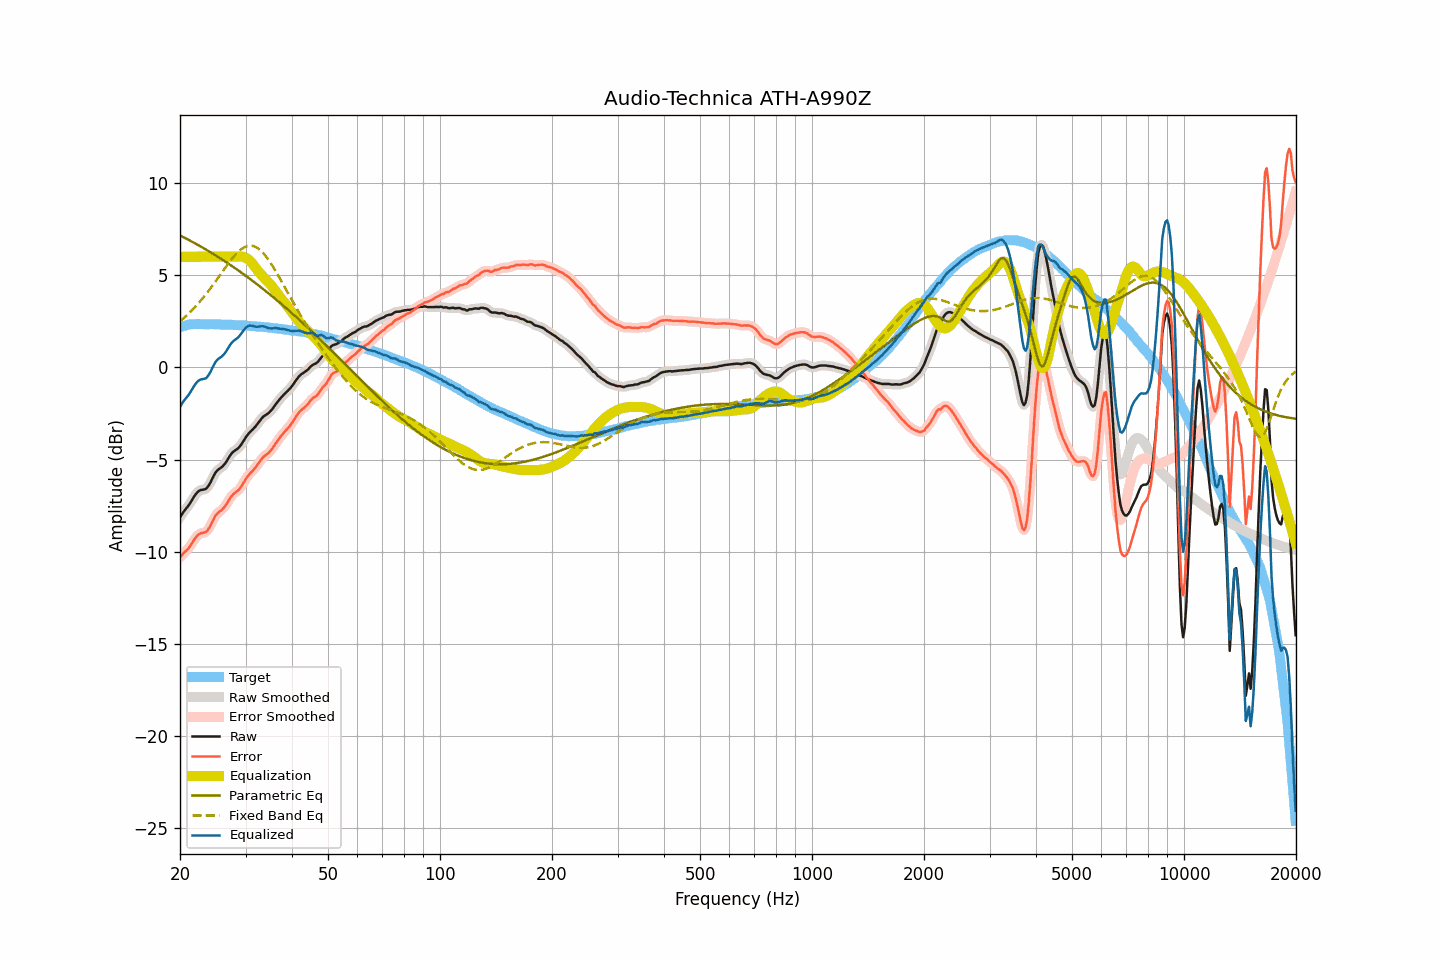 Audio-Technica ATH-A990Z
10
5
0
−5
−10
−15
−20
−25
Amplitude (dBr)
Target
Raw Smoothed
Error Smoothed
Raw
Error
Equalization
Parametric Eq
Fixed Band Eq
Equalized
20 50 100 200 500 1000 2000 5000 10000 20000
Frequency (Hz)